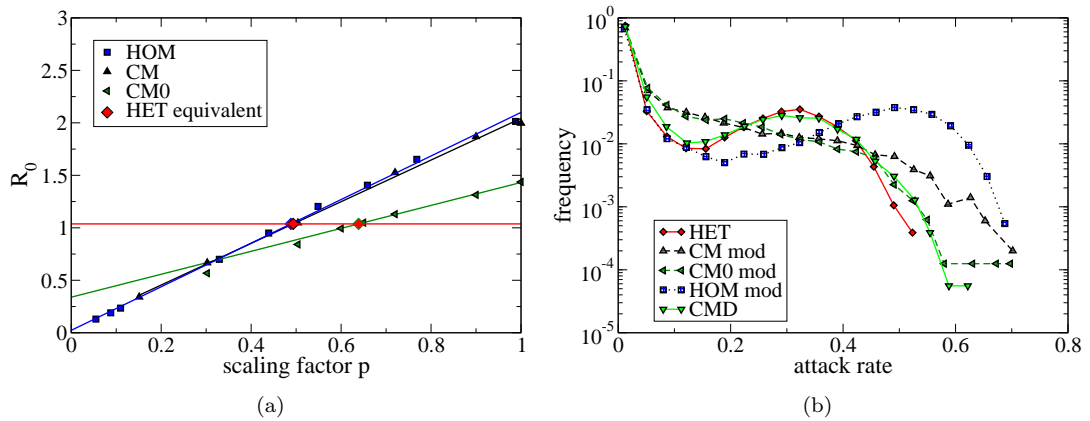 3
2.5
2
1.5
1
0.5
0
R_0
HOM
CM
CM0
HET equivalent
0 0.2 0.4 0.6 0.8 1
scaling factor p
(a)
10^0
10^-1
10^-2
10^-3
10^-4
10^-5
frequency
HET
CM mod
CM0 mod
HOM mod
CMD
0 0.2 0.4 0.6 0.8
attack rate
(b)